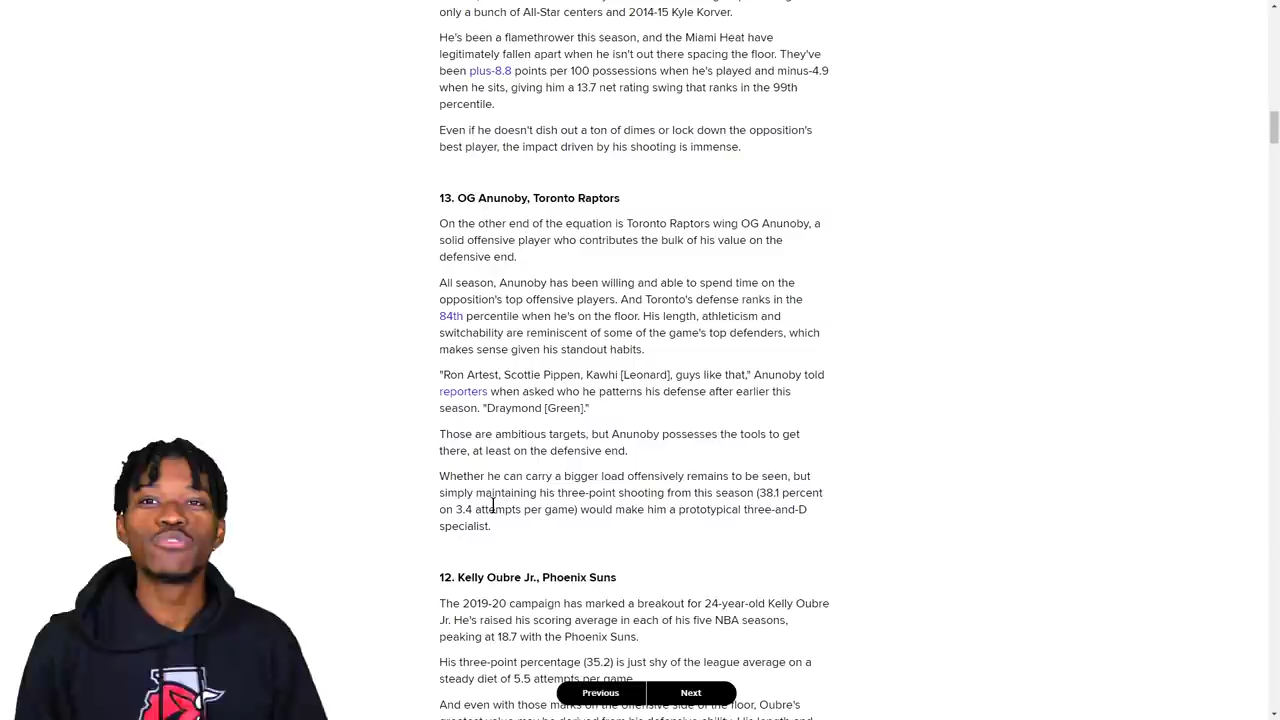 only a bunch of All-Star centers and 2014-15 Kyle Korver.
He's been a flamethrower this season, and the Miami Heat have
legitimately fallen apart when he isn't out there spacing the floor. They've
been plus-8.8 points per 100 possessions when he's played and minus-4.9
when he sits, giving him a 13.7 net rating swing that ranks in the 99th
percentile.
Even if he doesn't dish out a ton of dimes or lock down the opposition's
best player, the impact driven by his shooting is immense.
13. OG Anunoby, Toronto Raptors
On the other end of the equation is Toronto Raptors wing OG Anunoby, a
solid offensive player who contributes the bulk of his value on the
defensive end.
All season, Anunoby has been willing and able to spend time on the
opposition's top offensive players. And Toronto's defense ranks in the
84th percentile when he's on the floor. His length, athleticism and
switchability are reminiscent of some of the game's top defenders, which
makes sense given his standout habits.
"Ron Artest, Scottie Pippen, Kawhi [Leonard], guys like that," Anunoby told
reporters when asked who he patterns his defense after earlier this
season. "Draymond [Green]."
Those are ambitious targets, but Anunoby possesses the tools to get
there, at least on the defensive end.
Whether he can carry a bigger load offensively remains to be seen, but
simply maintaining his three-point shooting from this season (38.1 percent
on 3.4 attempts per game) would make him a prototypical three-and-D
specialist.
12. Kelly Oubre Jr., Phoenix Suns
The 2019-20 campaign has marked a breakout for 24-year-old Kelly Oubre
Jr. He's raised his scoring average in each of his five NBA seasons,
peaking at 18.7 with the Phoenix Suns.
His three-point percentage (35.2) is just shy of the league average on a
steady diet of 5.5 attempts per game.
Previous Next
And even with those marks on the offensive side of the floor, Oubre's